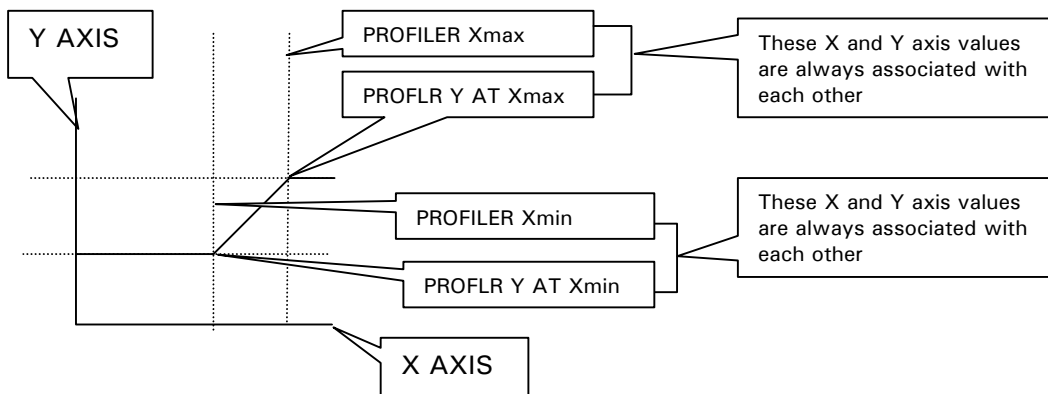 Y AXIS
PROFILER Xmax
PROFLR Y AT Xmax
These X and Y axis values
are always associated with
each other
PROFILER Xmin
PROFLR Y AT Xmin
These X and Y axis values
are always associated with
each other
X AXIS